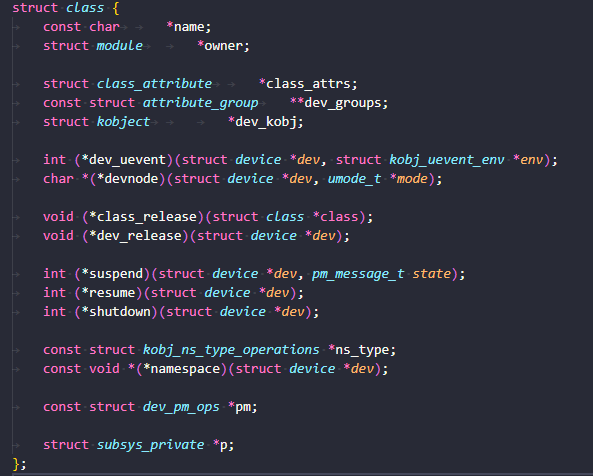 struct class {
const char *name;
struct module *owner;
struct class_attribute *class_attrs;
const struct attribute_group **dev_groups;
struct kobject *dev_kobj;
int (*dev_uevent)(struct device *dev, struct kobj_uevent_env *env);
char *(*devnode)(struct device *dev, umode_t *mode);
void (*class_release)(struct class *class);
void (*dev_release)(struct device *dev);
int (*suspend)(struct device *dev, pm_message_t state);
int (*resume)(struct device *dev);
int (*shutdown)(struct device *dev);
const struct kobj_ns_type_operations *ns_type;
const void *(*namespace)(struct device *dev);
const struct dev_pm_ops *pm;
struct subsys_private *p;
};